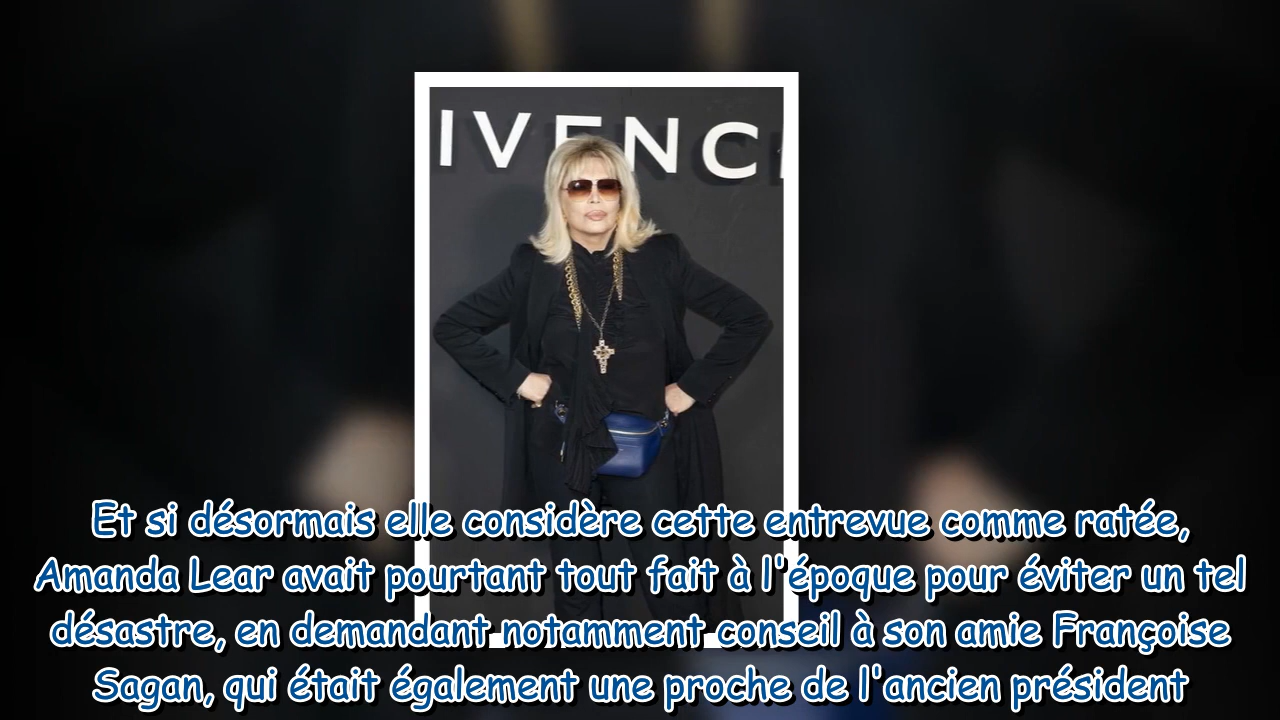 IVENC
Et si désormais elle considère cette entrevue comme ratée,
Amanda Lear avait pourtant tout fait à l'époque pour éviter un tel
désastre, en demandant notamment conseil à son amie Françoise
Sagan, qui était également une proche de l'ancien président